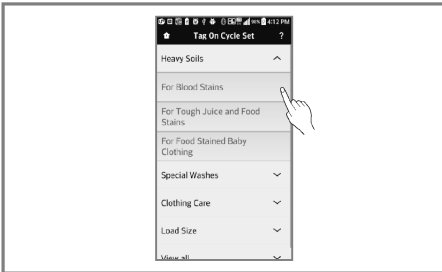 98% 4:12 PM
Tag On Cycle Set ?
Heavy Soils
For Blood Stains
For Tough Juice and Food
Stains
For Food Stained Baby
Clothing
Special Washes
Clothing Care
Load Size
View all